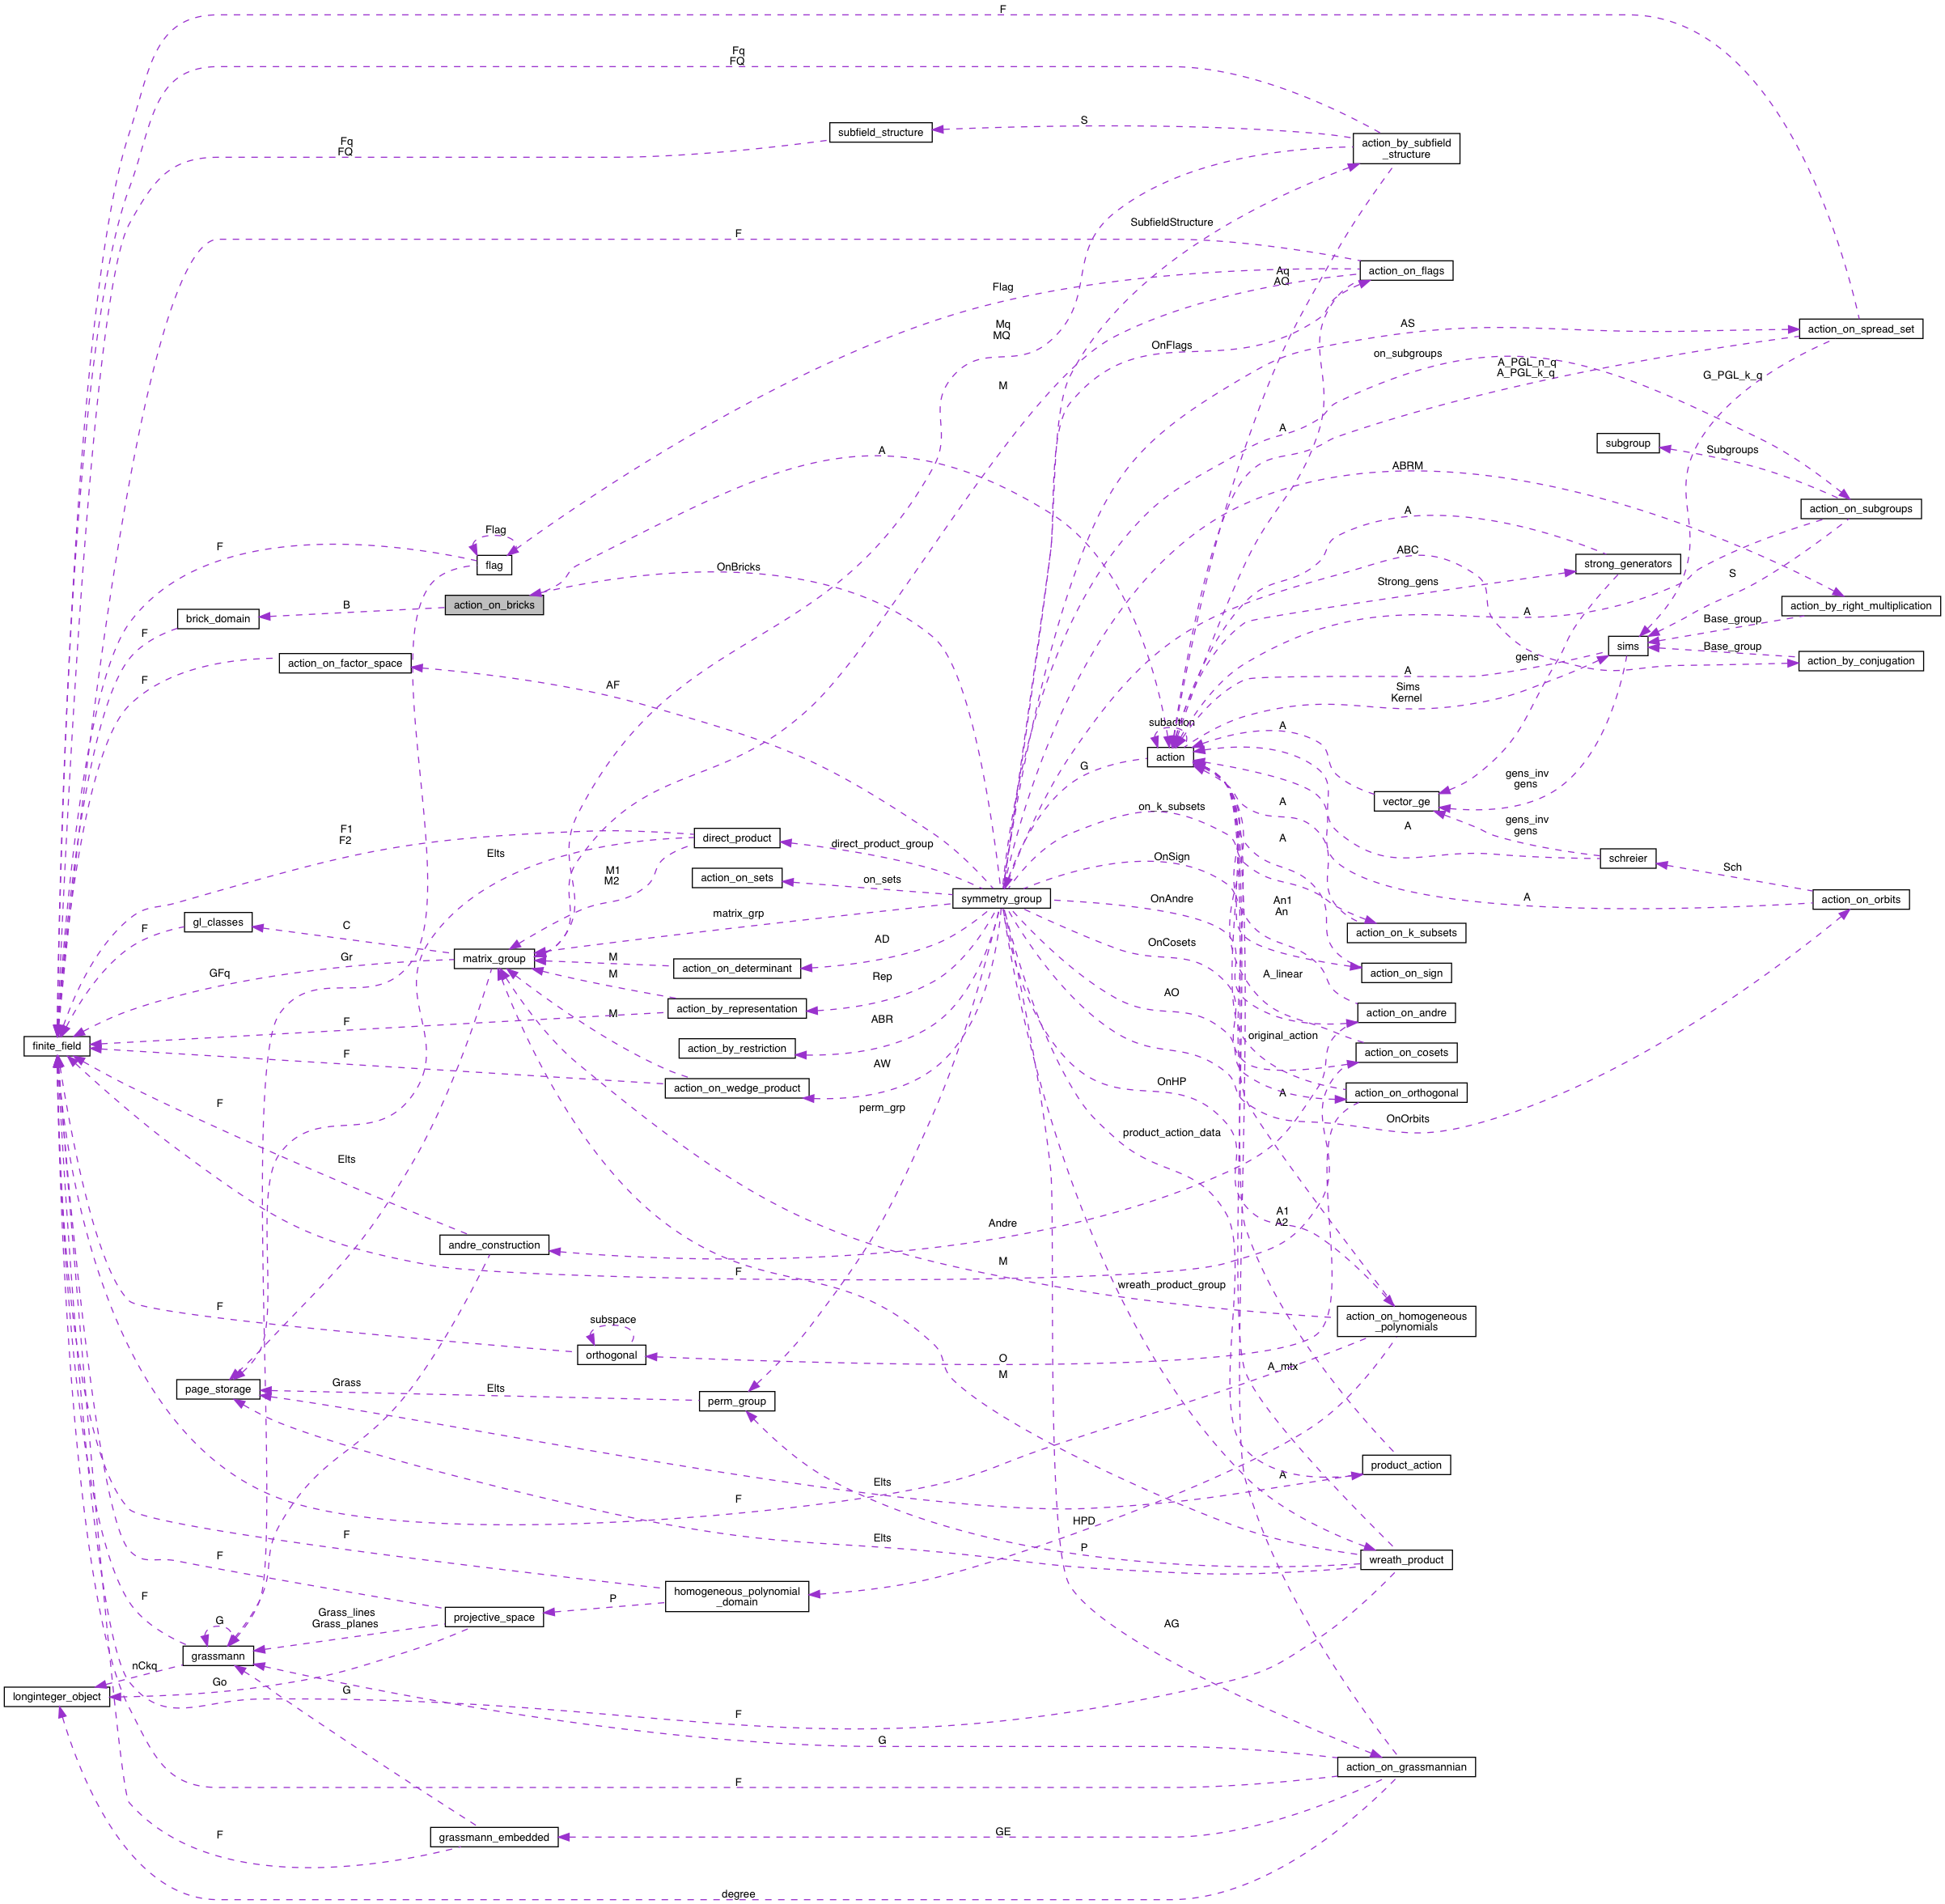 F
Fq
FQ
S
subfield_structure
action_by_subfield
_structure
Fq
FQ
SubfieldStructure
F
action_on_flags
Aq
AQ
Flag
Mq
MQ
AS
action_on_spread_set
OnFlags
on_subgroups
A_PGL_n_q
A_PGL_k_q
G_PGL_k_q
M
A
subgroup
Subgroups
A
ABRM
action_on_subgroups
A
Flag
F
flag
ABC
strong_generators
OnBricks
Strong_gens
S
action_on_bricks
B
brick_domain
A
action_by_right_multiplication
Base_group
F
sims
Base_group
action_by_conjugation
action_on_factor_space
gens
A
F
AF
Sims
Kernel
subaction
A
action
G
gens_inv
gens
vector_ge
on_k_subsets
A
gens_inv
gens
A
F1
F2
direct_product
direct_product_group
A
Elts
OnSign
schreier
Sch
M1
M2
action_on_sets
on_sets
symmetry_group
OnAndre
An1
An
A
action_on_orbits
matrix_grp
gl_classes
C
F
action_on_k_subsets
AD
OnCosets
matrix_group
Gr
GFq
M
action_on_determinant
A_linear
action_on_sign
M
Rep
AO
action_by_representation
M
F
ABR
action_on_andre
original_action
finite_field
action_by_restriction
F
AW
action_on_cosets
OnHP
action_on_wedge_product
A
action_on_orthogonal
F
perm_grp
OnOrbits
product_action_data
Elts
Andre
A1
A2
andre_construction
M
F
wreath_product_group
F
action_on_homogeneous
_polynomials
subspace
orthogonal
O
M
A_mtx
page_storage
Grass
Elts
perm_group
product_action
Elts
A
F
HPD
Elts
P
wreath_product
F
F
homogeneous_polynomial
_domain
P
F
Grass_lines
Grass_planes
projective_space
G
AG
grassmann
nCkq
Go
G
longinteger_object
F
G
action_on_grassmannian
F
grassmann_embedded
GE
F
degree